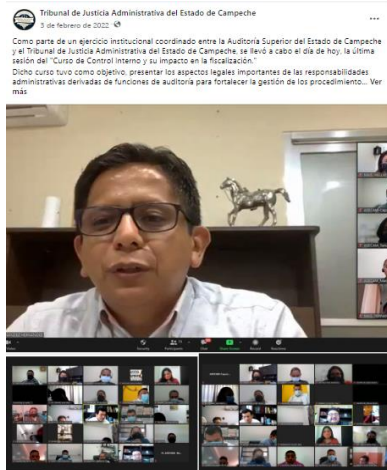 Tribunal de Justicia Administrativa del Estado de Campeche
3 de febrero de 2022
Como parte de un ejercicio institucional coordinado entre la Auditoría Superior del Estado de Campeche
y el Tribunal de Justicia Administrativa del Estado de Campeche, se llevó a cabo el día de hoy, la última
sesión del "Curso de Control Interno y su impacto en la fiscalización."
Dicho curso tuvo como objetivo, presentar los aspectos legales importantes de las responsabilidades
administrativas derivadas de funciones de auditoría para fortalecer la gestión de los procedimiento... Ver
más